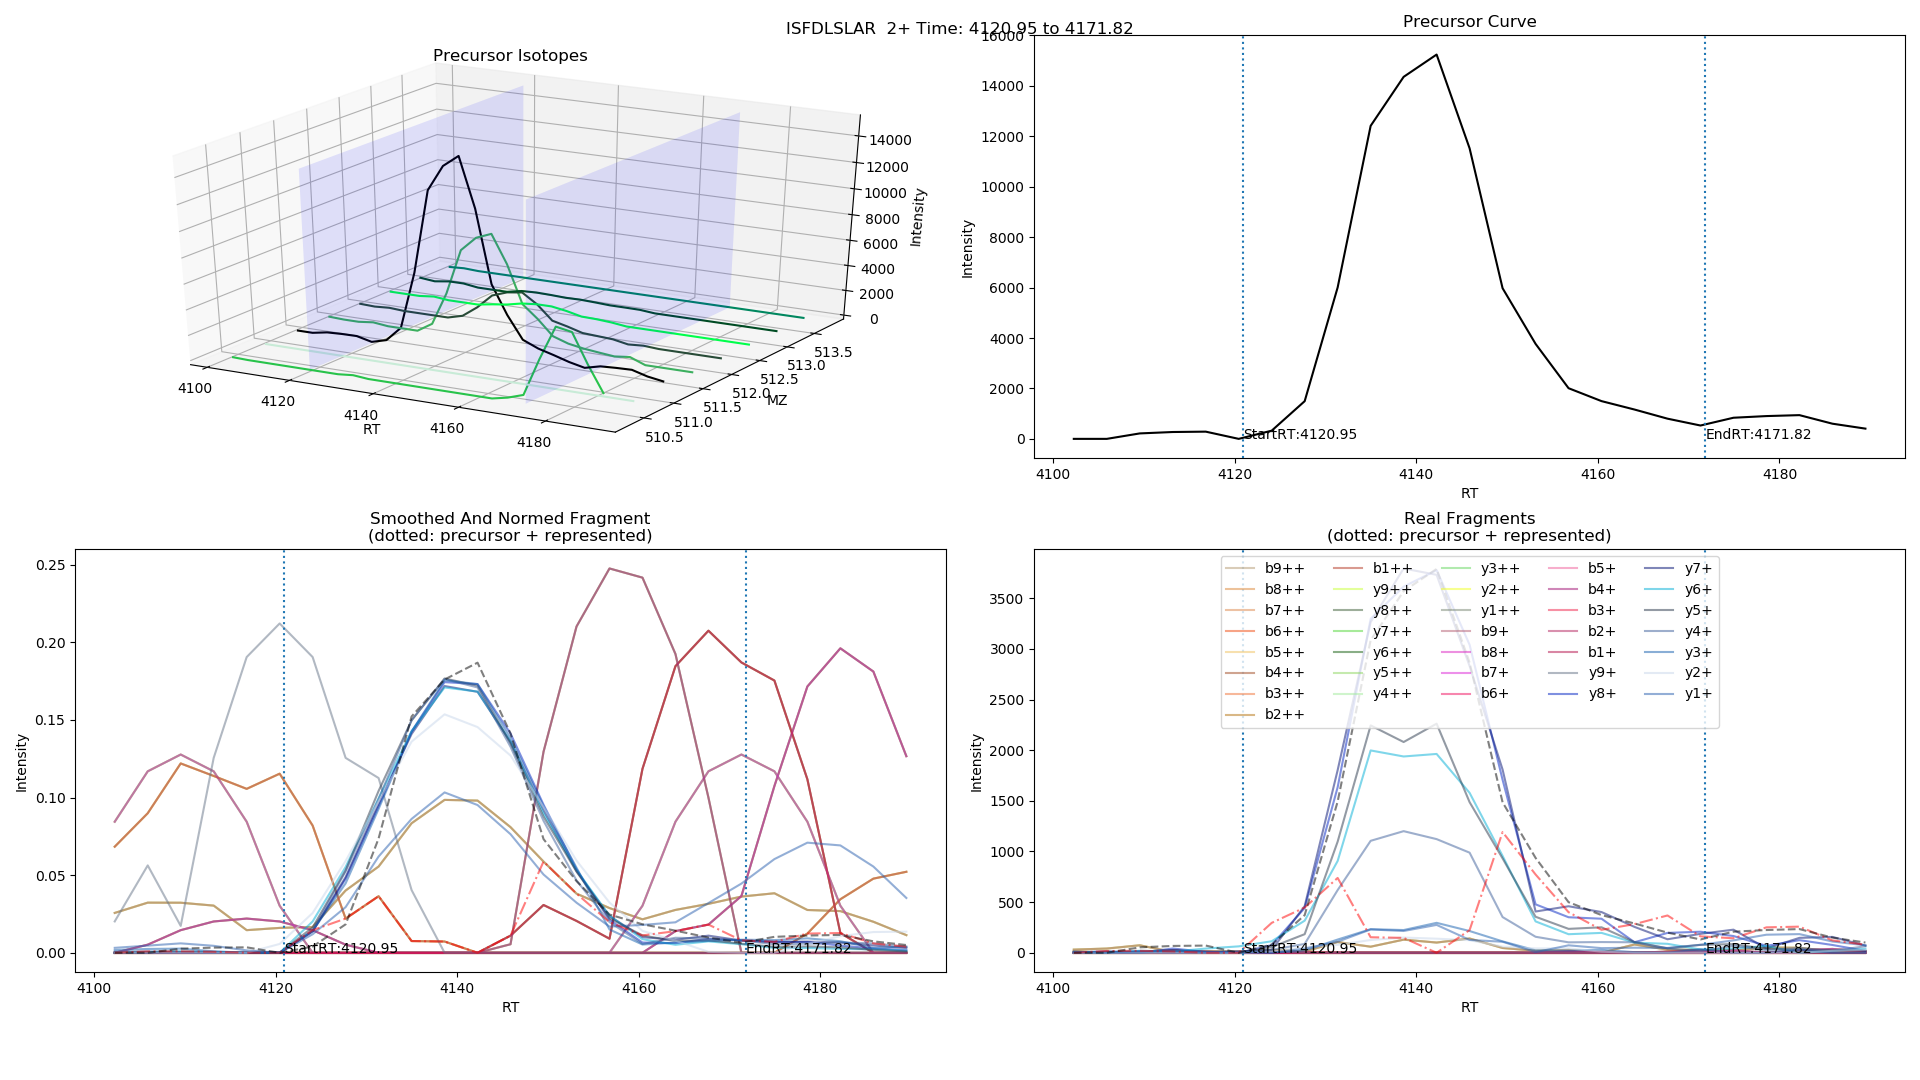 ISFDLSLAR  2+ Time: 4120.95 to 4171.82
Precursor Isotopes
14000
12000
10000
8000
6000
4000
2000
0
Intensity
4100
4120
4140
4160
4180
RT
510.5
511.0
511.5
512.0
512.5
513.0
513.5
MZ
Precursor Curve
16000
14000
12000
10000
8000
6000
4000
2000
0
Intensity
StartRT:4120.95
EndRT:4171.82
4100
4120
4140
4160
4180
RT
Smoothed And Normed Fragment
(dotted: precursor + represented)
0.25
0.20
0.15
0.10
0.05
0.00
Intensity
StartRT:4120.95
EndRT:4171.82
4100
4120
4140
4160
4180
RT
Real Fragments
(dotted: precursor + represented)
3500
3000
2500
2000
1500
1000
500
0
Intensity
b9++
b8++
b7++
b6++
b5++
b4++
b3++
b2++
b1++
y9++
y8++
y7++
y6++
y5++
y4++
y3++
y2++
y1++
b9+
b8+
b7+
b6+
b5+
b4+
b3+
b2+
b1+
y9+
y8+
y7+
y6+
y5+
y4+
y3+
y2+
y1+
StartRT:4120.95
EndRT:4171.82
4100
4120
4140
4160
4180
RT